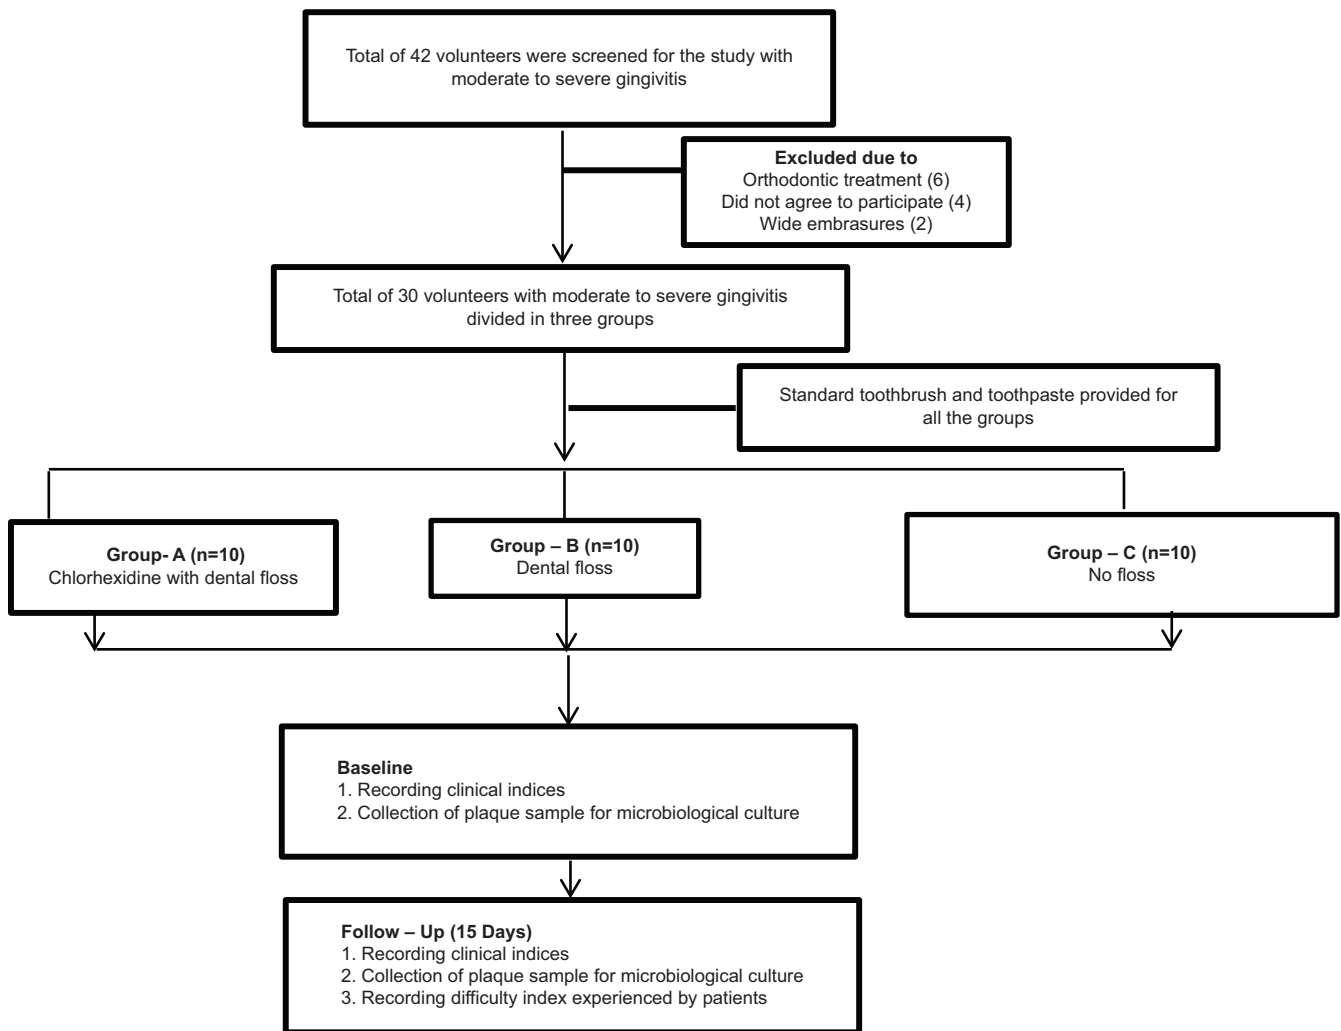 Total of 42 volunteers were screened for the study with
moderate to severe gingivitis
Excluded due to
Orthodontic treatment (6)
Did not agree to participate (4)
Wide embrasures (2)
Total of 30 volunteers with moderate to severe gingivitis
divided in three groups
Standard toothbrush and toothpaste provided for
all the groups
Group- A (n=10)
Chlorhexidine with dental floss
Group – B (n=10)
Dental floss
Group – C (n=10)
No floss
Baseline
1. Recording clinical indices
2. Collection of plaque sample for microbiological culture
Follow – Up (15 Days)
1. Recording clinical indices
2. Collection of plaque sample for microbiological culture
3. Recording difficulty index experienced by patients